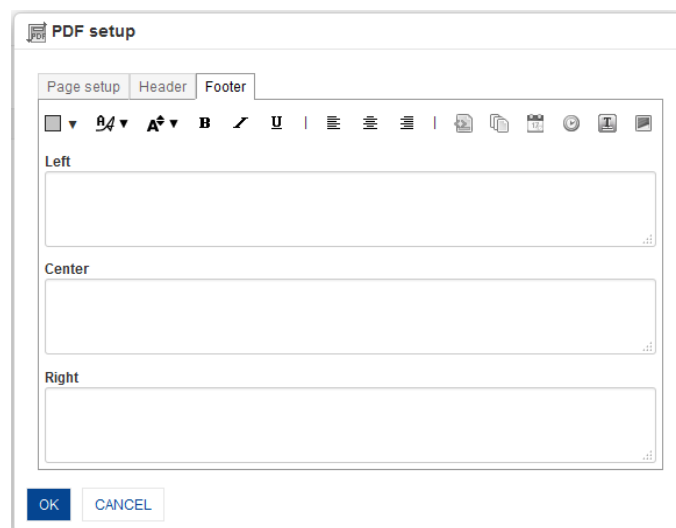 PDF setup
Page setup Header Footer
B I U
Left
Center
Right
OK CANCEL